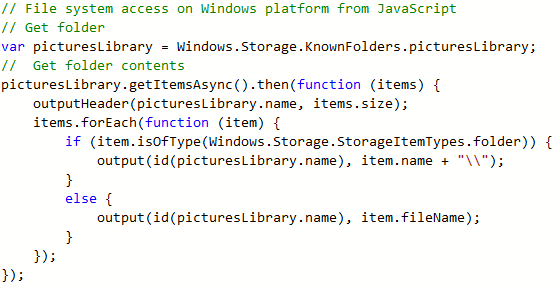 // File system access on Windows platform from JavaScript
// Get folder
var picturesLibrary = Windows.Storage.KnownFolders.picturesLibrary;
//  Get folder contents
picturesLibrary.getItemsAsync().then(function (items) {
    outputHeader(picturesLibrary.name, items.size);
    items.forEach(function (item) {
        if (item.isOfType(Windows.Storage.StorageItemTypes.folder)) {
            output(id(picturesLibrary.name), item.name + "\\");
        }
        else {
            output(id(picturesLibrary.name), item.fileName);
        }
    });
});